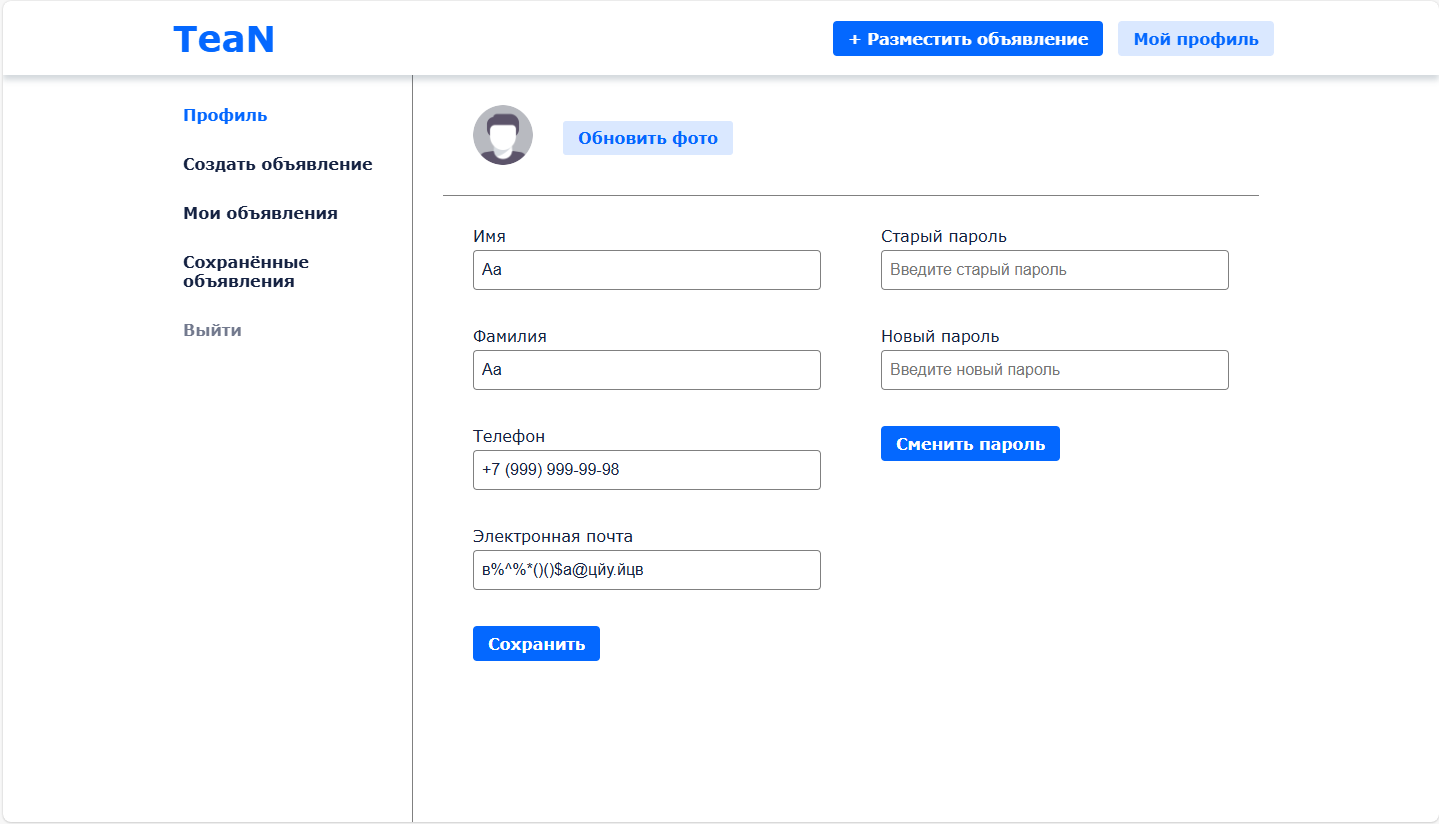 TeaN
+ Разместить объявление
Мой профиль
Профиль
Создать объявление
Мои объявления
Сохранённые
объявления
Выйти
Обновить фото
Имя
Аа
Фамилия
Аа
Телефон
+7 (999) 999-99-98
Электронная почта
в%^%*()()$а@цйу.йцв
Сохранить
Старый пароль
Введите старый пароль
Новый пароль
Введите новый пароль
Сменить пароль